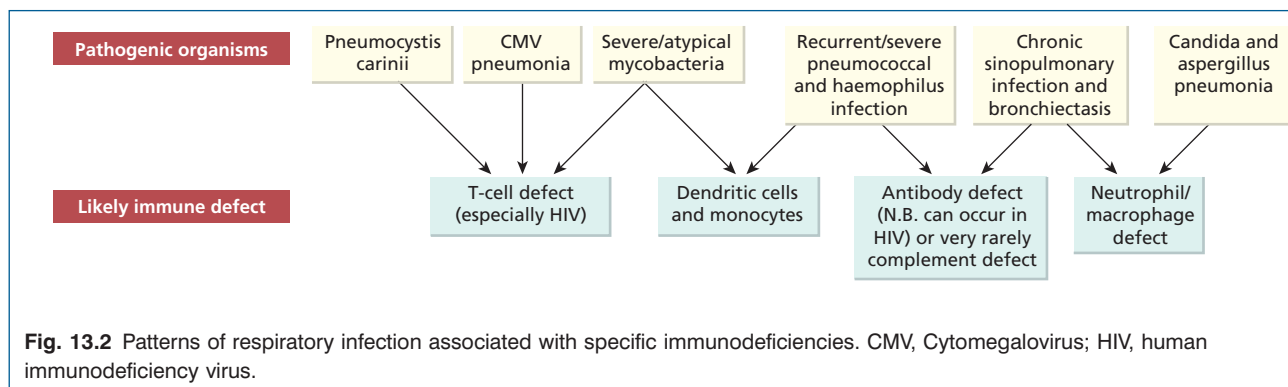 Pathogenic organisms
Pneumocystis
carinii
CMV
pneumonia
Severe/atypical
mycobacteria
Recurrent/severe
pneumococcal
and haemophilus
infection
Chronic
sinopulmonary
infection and
bronchiectasis
Candida and
aspergillus
pneumonia
Likely immune defect
T-cell defect
(especially HIV)
Dendritic cells
and monocytes
Antibody defect
(N.B. can occur in
HIV) or very rarely
complement defect
Neutrophil/
macrophage
defect
Fig. 13.2 Patterns of respiratory infection associated with specific immunodeficiencies. CMV, Cytomegalovirus; HIV, human
immunodeficiency virus.